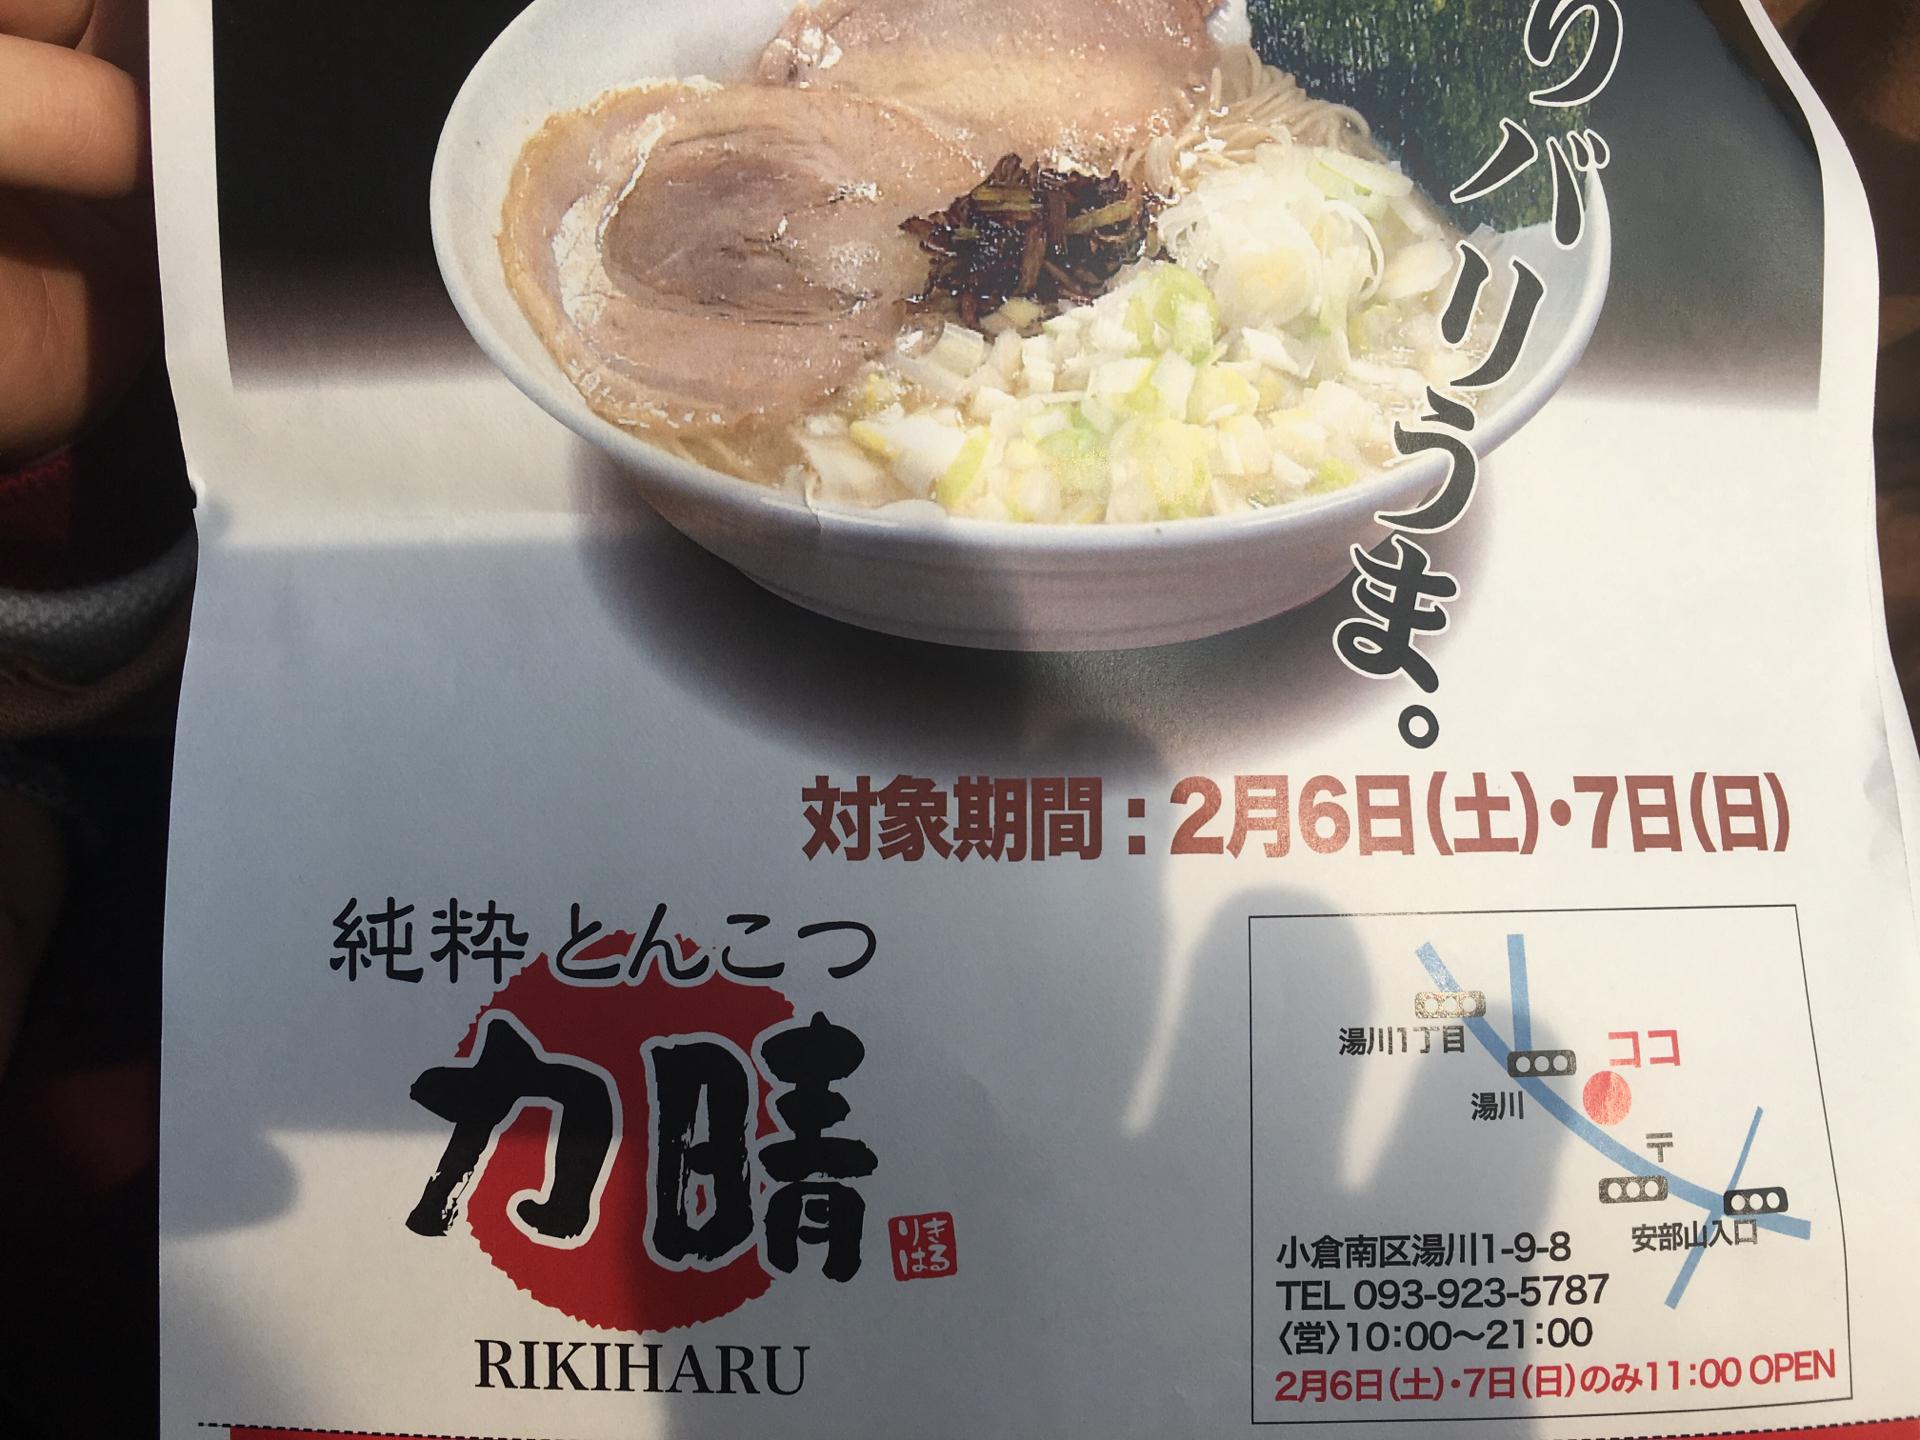 りバリうま。
対象期間:2月6日(土)・7日(日)
純粋とんこつ
力晴
りきはる
RIKIHARU
ココ
湯川1丁目
湯川
〒
安部山入口
小倉南区湯川1-9-8
TEL 093-923-5787
〈営〉10:00〜21:00
2月6日(土)・7日(日)のみ11:00 OPEN